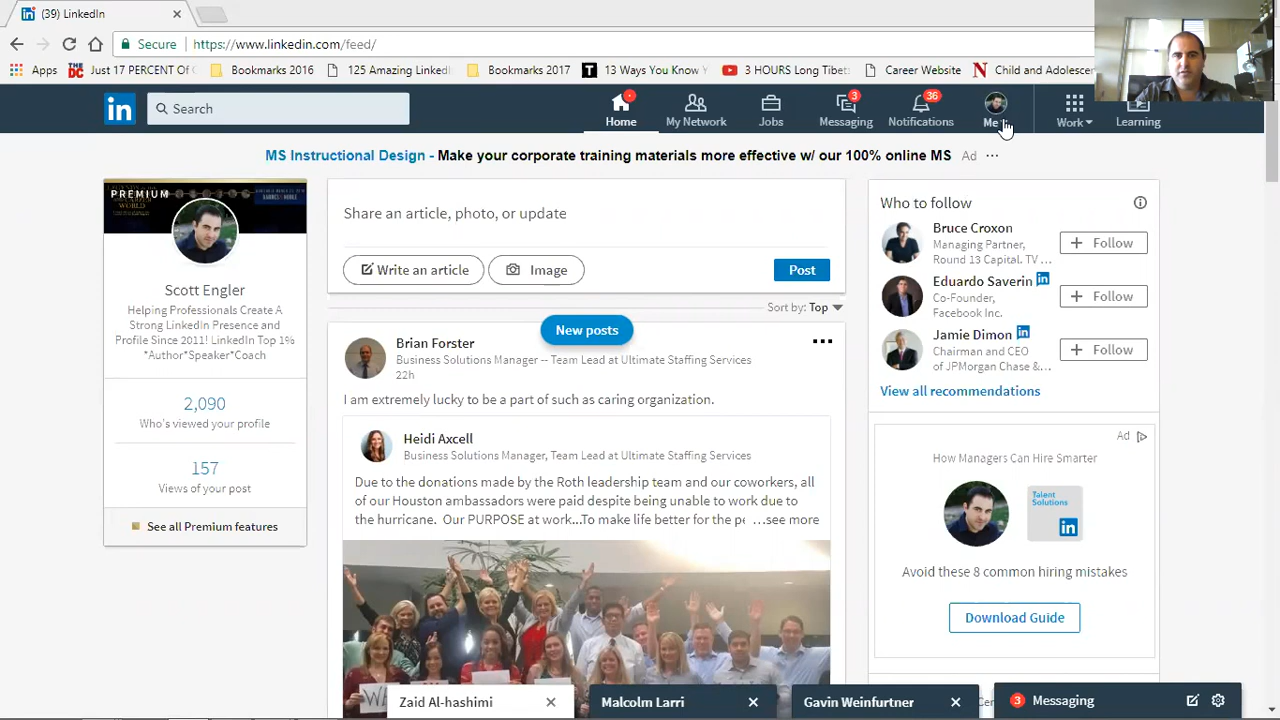 (39) LinkedIn
Secure
https://www.linkedin.com/feed/
Apps
Just 17 PERCENT Of
Bookmarks 2016
125 Amazing Linked
Bookmarks 2017
13 Ways You Know Y
3 HOURS Long Tibet
Career Website
Child and Adolesce
in
Search
Home
My Network
Jobs
3
Messaging
36
Notifications
Me
Work
Learning
MS Instructional Design - Make your corporate training materials more effective w/ our 100% online MS
Ad
PREMIUM
Scott Engler
Helping Professionals Create A
Strong LinkedIn Presence and
Profile Since 2011! LinkedIn Top 1%
*Author*Speaker*Coach
2,090
Who's viewed your profile
157
Views of your post
See all Premium features
Share an article, photo, or update
Write an article
Image
Post
Sort by: Top
New posts
Brian Forster
Business Solutions Manager -- Team Lead at Ultimate Staffing Services
22h
I am extremely lucky to be a part of such as caring organization.
Heidi Axcell
Business Solutions Manager, Team Lead at Ultimate Staffing Services
Due to the donations made by the Roth leadership team and our coworkers, all
of our Houston ambassadors were paid despite being unable to work due to
the hurricane. Our PURPOSE at work...To make life better for the pe ...see more
Who to follow
Bruce Croxon
Managing Partner,
Round 13 Capital. TV ...
+ Follow
Eduardo Saverin in
Co-Founder,
Facebook Inc.
+ Follow
Jamie Dimon in
Chairman and CEO
of JPMorgan Chase &...
+ Follow
View all recommendations
Ad
How Managers Can Hire Smarter
Talent
Solutions
in
Avoid these 8 common hiring mistakes
Download Guide
Zaid Al-hashimi
Malcolm Larri
Gavin Weinfurtner
3 Messaging